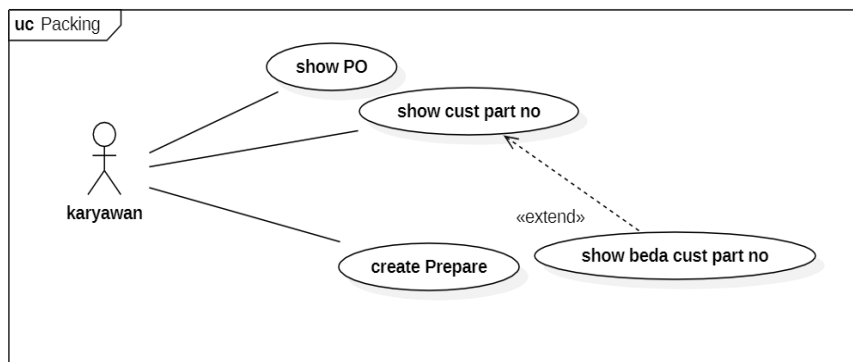 uc Packing
show PO
show cust part no
karyawan
«extend»
show beda cust part no
create Prepare